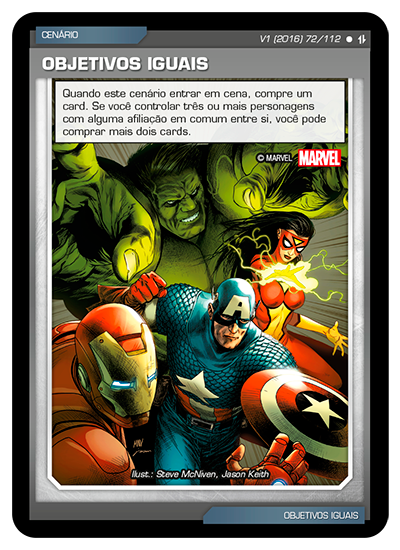 CENÁRIO
V1 (2016) 72/112 ●
OBJETIVOS IGUAIS
Quando este cenário entrar em cena, compre um
card. Se você controlar três ou mais personagens
com alguma afiliação em comum entre si, você pode
comprar mais dois cards.
© MARVEL MARVEL
A
Ilust.: Steve McNiven, Jason Keith
OBJETIVOS IGUAIS